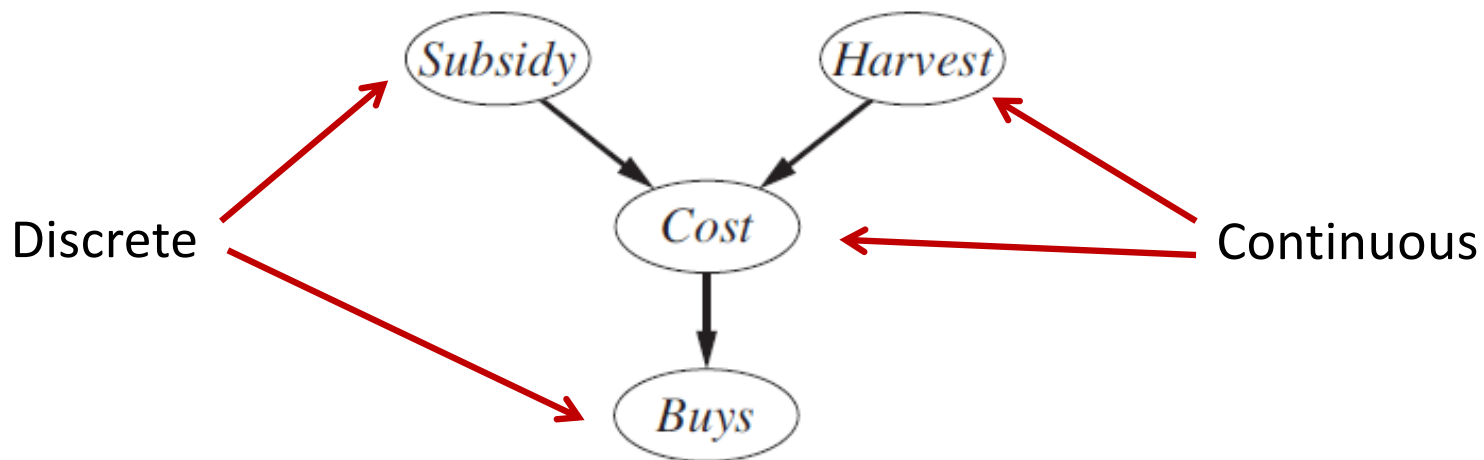 Subsidy
Harvest
Discrete
Cost
Continuous
Buys